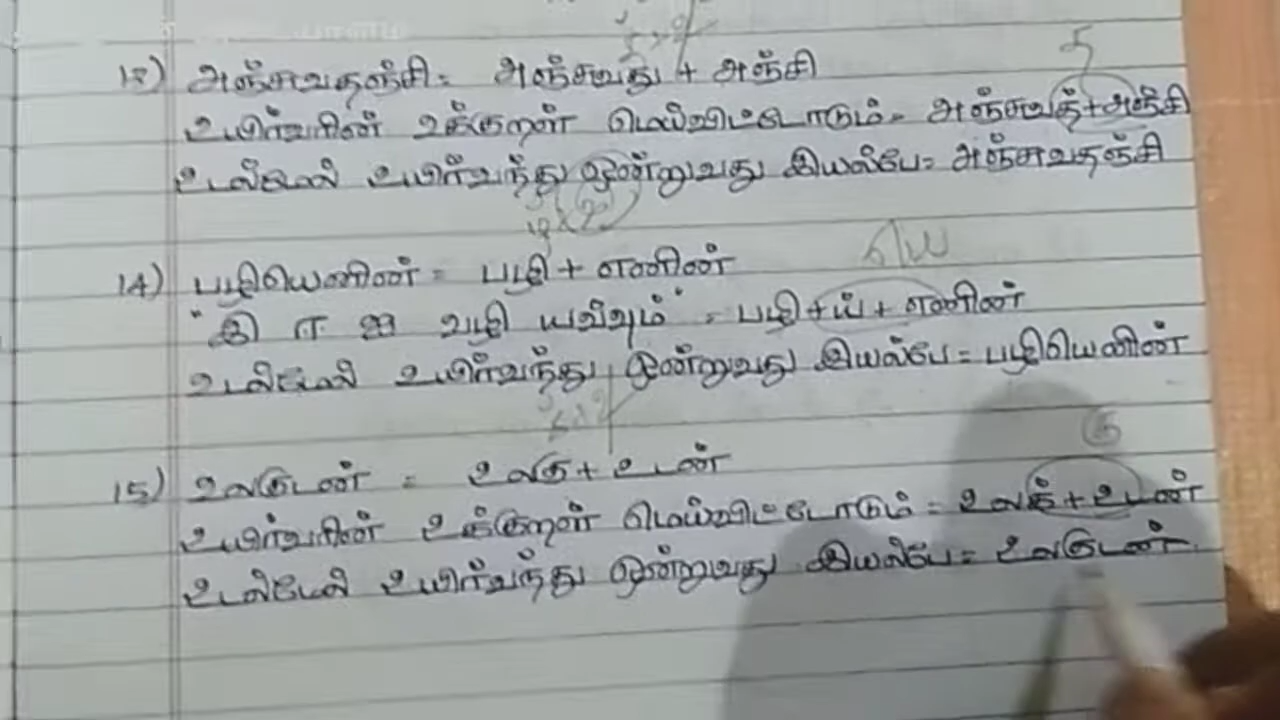 13) அஞ்சுவதஞ்சி = அஞ்சுவது + அஞ்சி
த
உயிர்வரின் உக்குறள் மெய்விட்டோடும் = அஞ்சுவத்+அஞ்சி
உடல்மேல் உயிர்வந்து ஒன்றுவது இயல்பே = அஞ்சுவதஞ்சி
14) பழியெனின் = பழி + எனின்
"இ ஈ ஐ வழி யவ்வும்" = பழி+ய்+எனின்
உடல்மேல் உயிர்வந்து ஒன்றுவது இயல்பே = பழியெனின்
15) உலகுடன் = உலகு + உடன்
கு
உயிர்வரின் உக்குறள் மெய்விட்டோடும் = உலக் + உடன்
உடல்மேல் உயிர்வந்து ஒன்றுவது இயல்பே = உலகுடன்